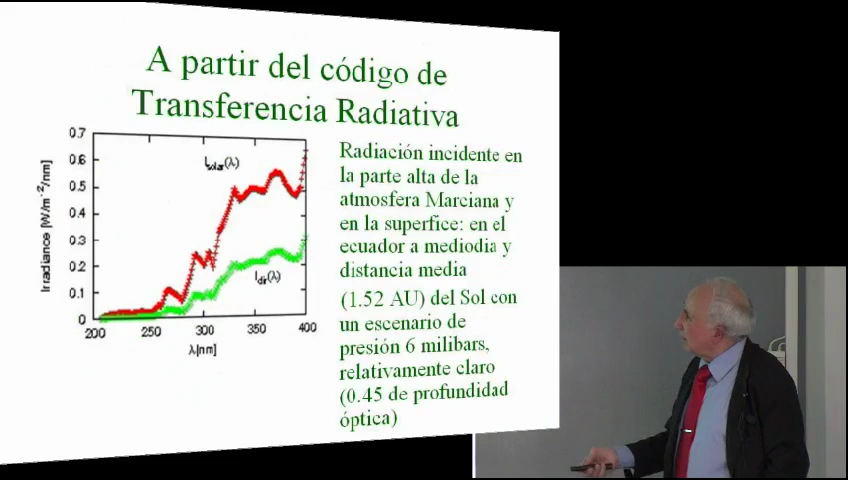 A partir del código de
Transferencia Radiativa
0.7
0.6
0.5
0.4
0.3
0.2
0.1
0
200
250
300
350
400
Irradiance [W/m^-2/nm]
λ[nm]
I_solar(λ)
I_dir(λ)
Radiación incidente en
la parte alta de la
atmosfera Marciana y
en la superfice: en el
ecuador a mediodia y
distancia media
(1.52 AU) del Sol con
un escenario de
presión 6 milibars,
relativamente claro
(0.45 de profundidad
óptica)